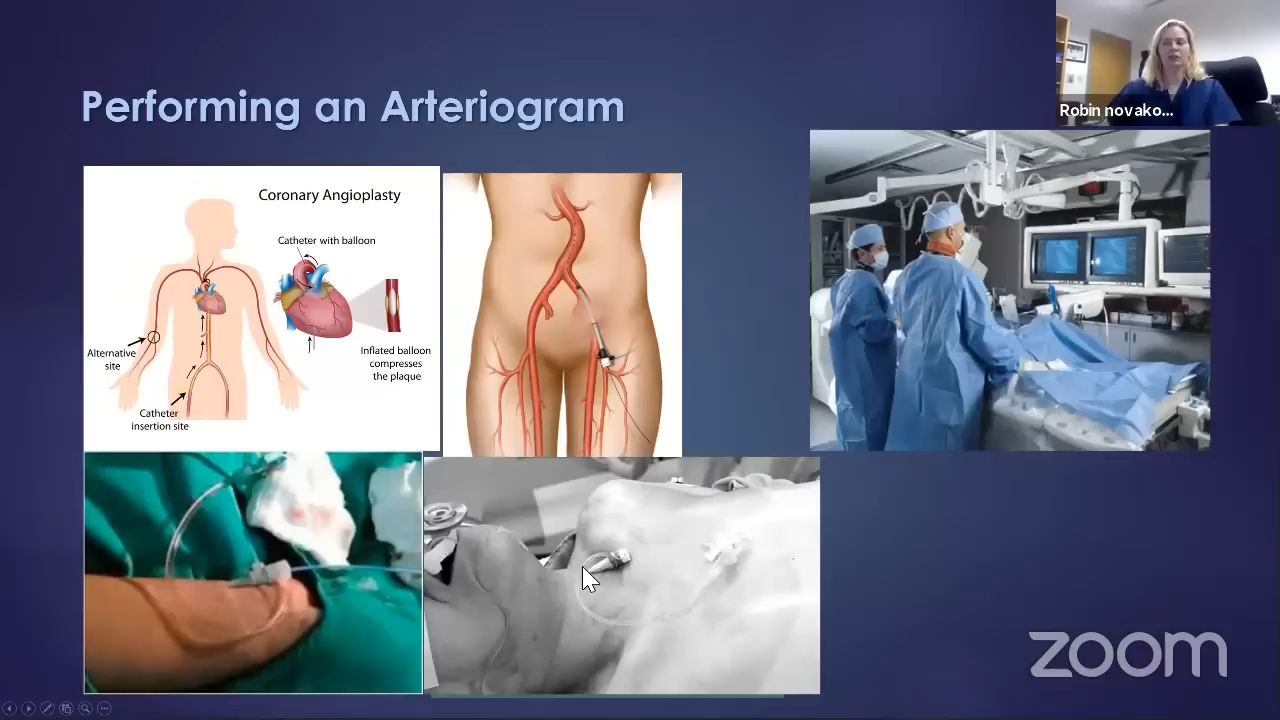 Robin novako...
Performing an Arteriogram
Coronary Angioplasty
Catheter with balloon
Alternative
site
Inflated balloon
compresses
the plaque
Catheter
insertion site
zoom